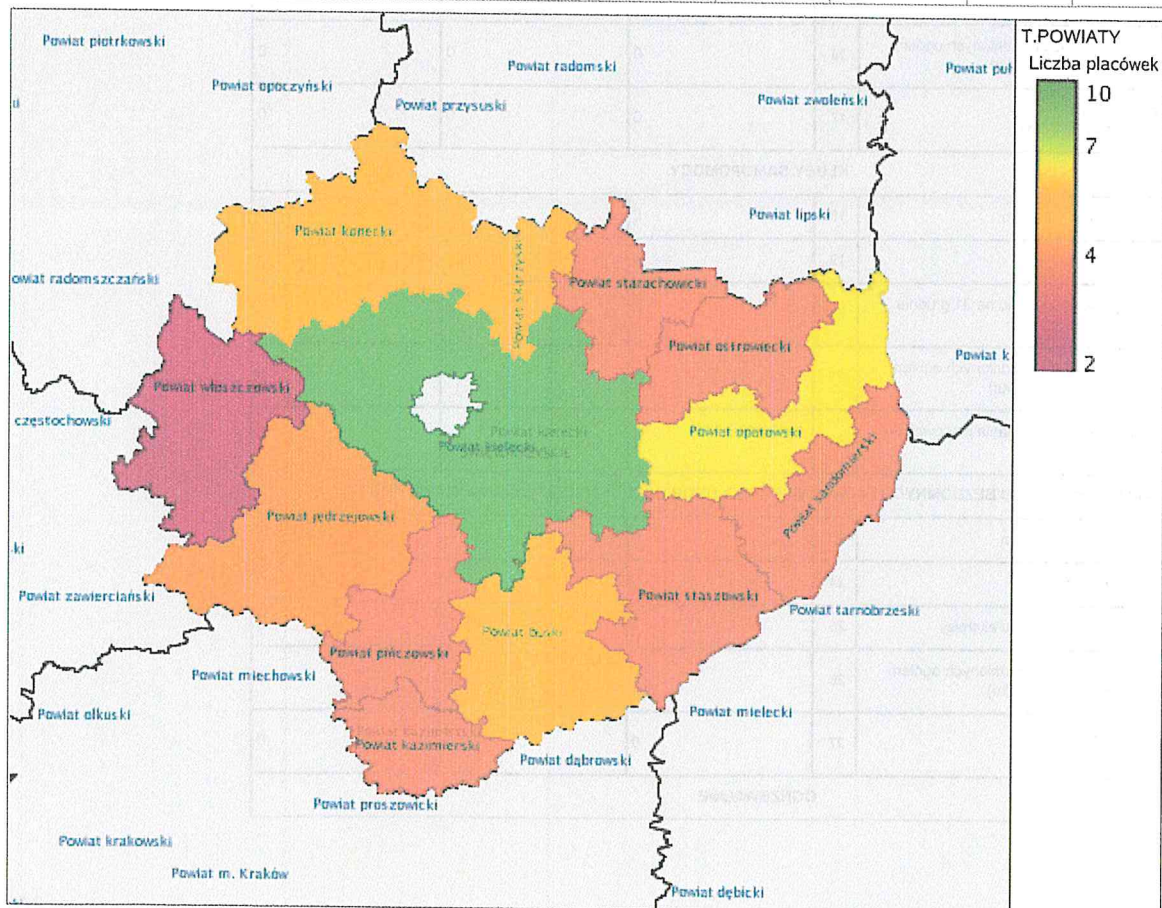 T.POWIATY
Liczba placówek
10
7
4
2
Powiat piotrkowski
Powiat opoczyński
Powiat radomski
Powiat przysuski
Powiat zwoleński
Powiat lipski
Powiat konecki
Powiat skarżyski
Powiat starachowicki
owiat radomszczański
Powiat ostrowiecki
Powiat k
Powiat włoszczowski
częstochowski
Powiat opatowski
Powiat kielecki
Powiat sandomierski
Powiat jędrzejowski
ki
Powiat zawierciański
Powiat staszowski
Powiat tarnobrzeski
Powiat buski
Powiat pińczowski
Powiat miechowski
Powiat olkuski
Powiat mielecki
Powiat kazimierski
Powiat dąbrowski
Powiat proszowicki
Powiat krakowski
Powiat m. Kraków
Powiat dębicki